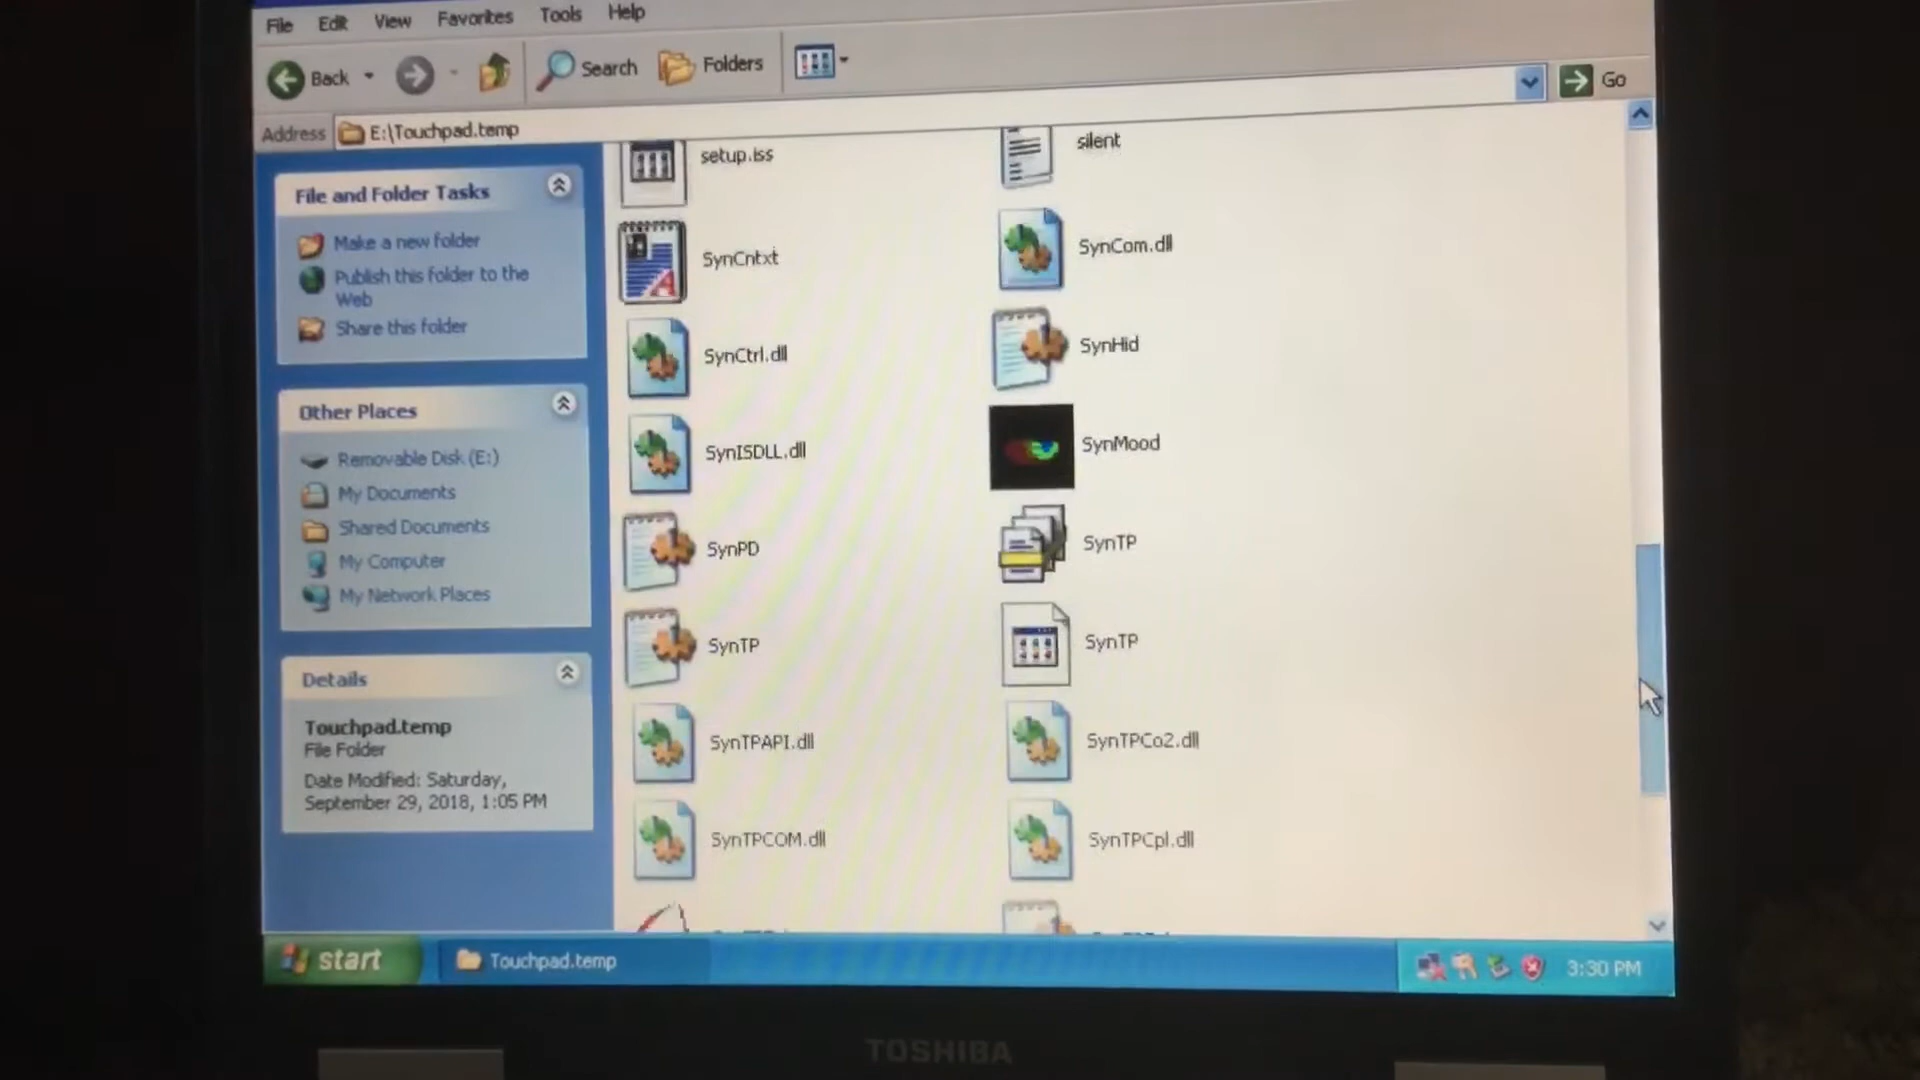 File Edit View Favorites Tools Help
Back Search Folders
Address E:\Touchpad.temp Go
File and Folder Tasks
Make a new folder
Publish this folder to the
Web
Share this folder
Other Places
Removable Disk (E:)
My Documents
Shared Documents
My Computer
My Network Places
Details
Touchpad.temp
File Folder
Date Modified: Saturday,
September 29, 2018, 1:05 PM
setup.iss silent
SynCntxt SynCom.dll
SynCtrl.dll SynHid
SynISDLL.dll SynMood
SynPD SynTP
SynTP SynTP
SynTPAPI.dll SynTPCo2.dll
SynTPCOM.dll SynTPCpl.dll
start Touchpad.temp 3:30 PM
TOSHIBA